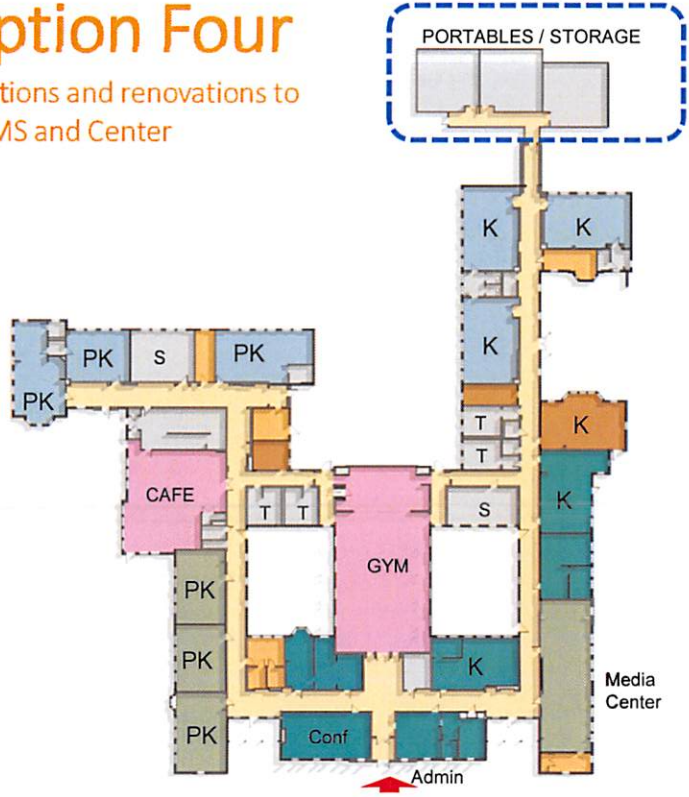 ption Four
tions and renovations to
MS and Center
PORTABLES / STORAGE
K
K
K
PK
S
PK
PK
K
T
T
K
CAFE
T
T
S
GYM
PK
PK
PK
K
Media
Center
Conf
Admin